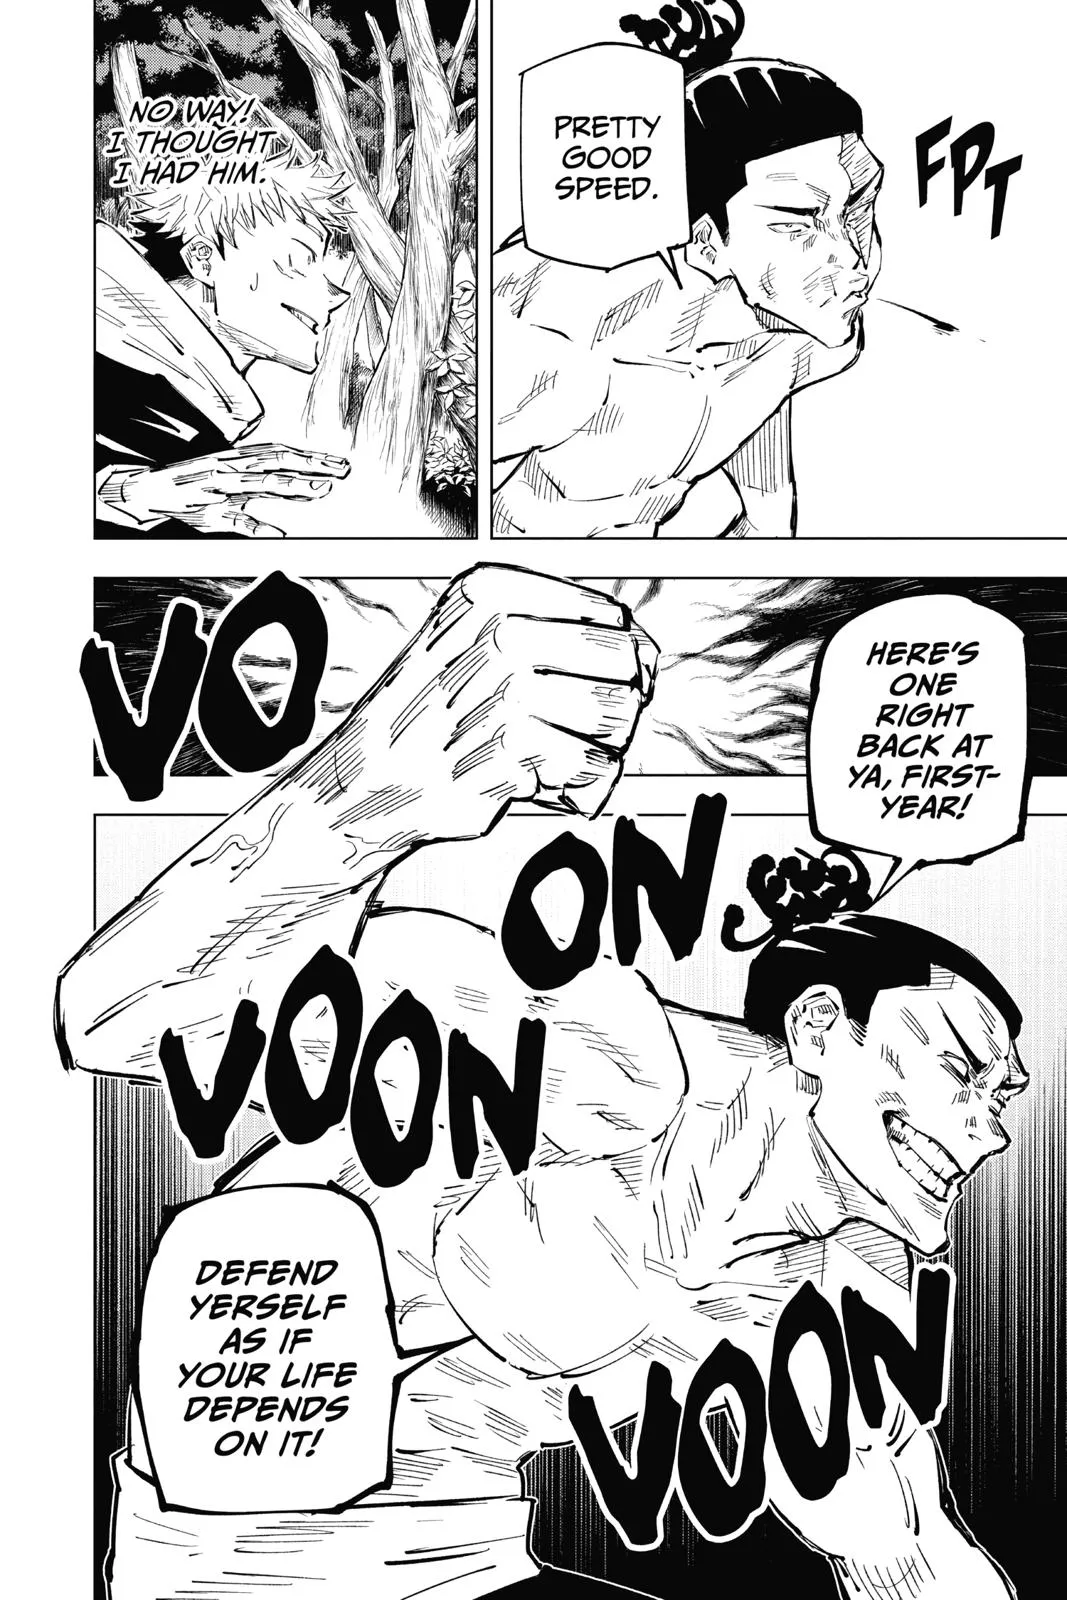 PRETTY
GOOD
SPEED.
FPT
NO WAY!
I THOUGHT
I HAD HIM.
HERE'S
ONE
RIGHT
BACK AT
YA, FIRST-
YEAR!
VO
ON
VOON
DEFEND
YERSELF
AS IF
YOUR LIFE
DEPENDS
ON IT!
VOON